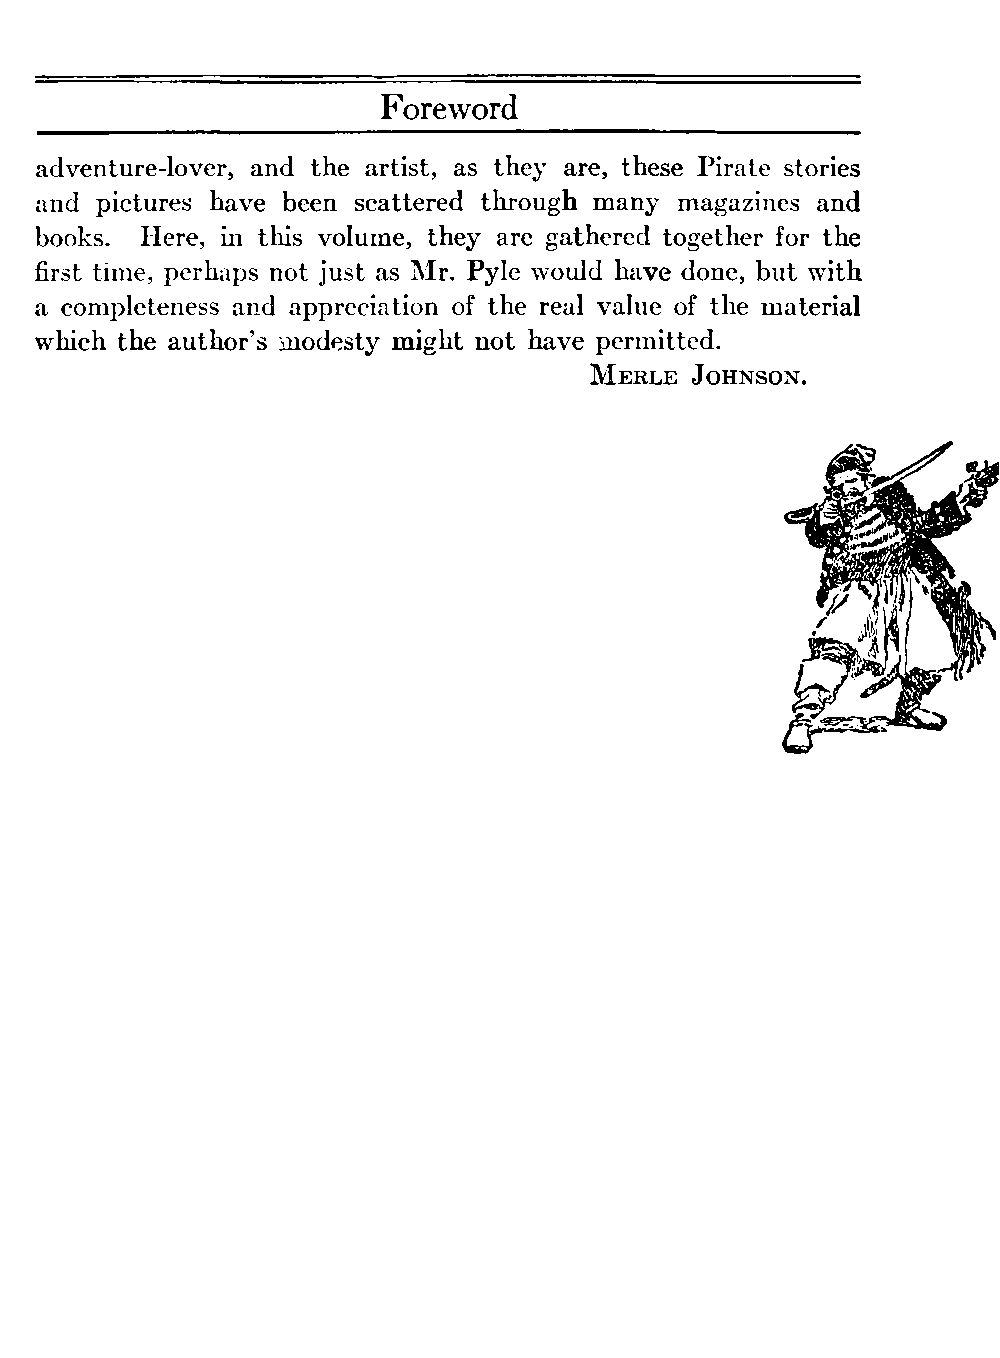 Foreword
adventure-lover, and the artist, as they are, these Pirate stories
and pictures have been scattered through many magazines and
books. Here, in this volume, they are gathered together for the
first time, perhaps not just as Mr. Pyle would have done, but with
a completeness and appreciation of the real value of the material
which the author's modesty might not have permitted.
MERLE JOHNSON.